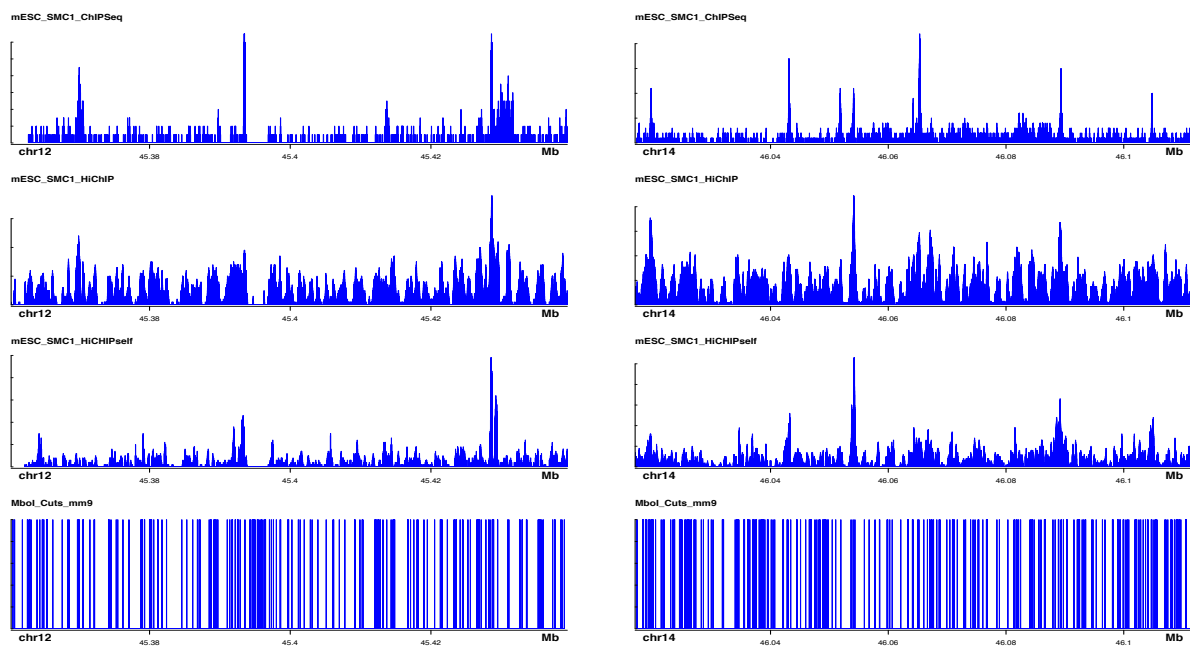 mESC_SMC1_ChIPSeq
chr12 45.38 45.4 45.42 Mb
mESC_SMC1_HiChIP
chr12 45.38 45.4 45.42 Mb
mESC_SMC1_HiCHIPself
chr12 45.38 45.4 45.42 Mb
MboI_Cuts_mm9
chr12 45.38 45.4 45.42 Mb
mESC_SMC1_ChIPSeq
chr14 46.04 46.06 46.08 46.1 Mb
mESC_SMC1_HiChIP
chr14 46.04 46.06 46.08 46.1 Mb
mESC_SMC1_HiCHIPself
chr14 46.04 46.06 46.08 46.1 Mb
MboI_Cuts_mm9
chr14 46.04 46.06 46.08 46.1 Mb